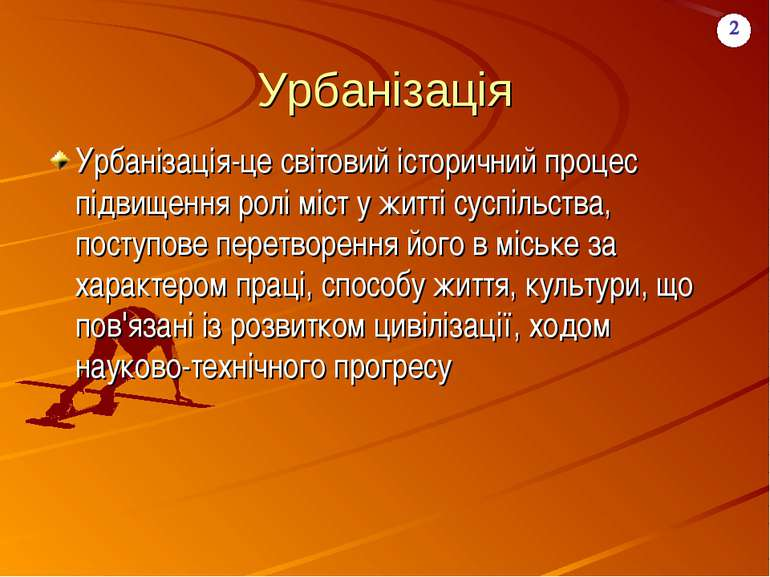 2
Урбанізація
Урбанізація-це світовий історичний процес
підвищення ролі міст у житті суспільства,
поступове перетворення його в міське за
характером праці, способу життя, культури, що
пов'язані із розвитком цивілізації, ходом
науково-технічного прогресу